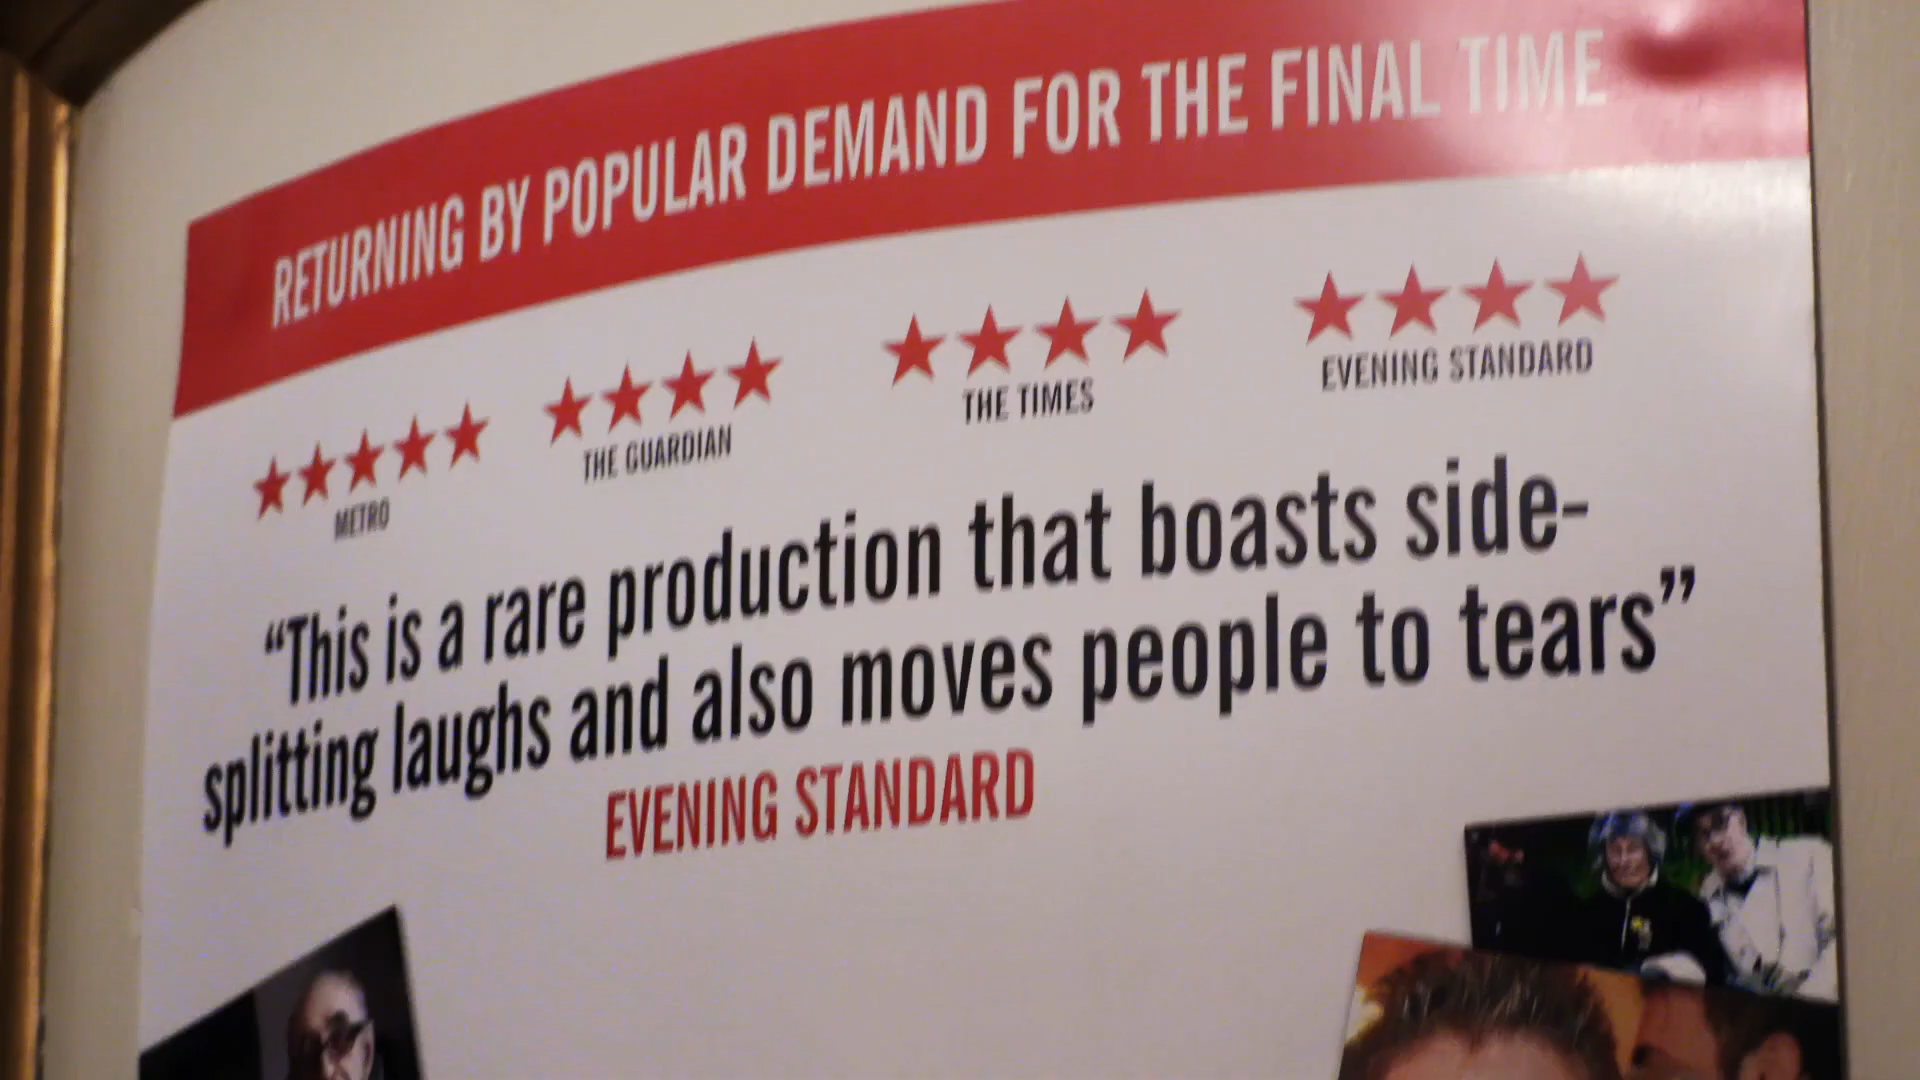 RETURNING BY POPULAR DEMAND FOR THE FINAL TIME
METRO
THE GUARDIAN
THE TIMES
EVENING STANDARD
“This is a rare production that boasts side-
splitting laughs and also moves people to tears”
EVENING STANDARD